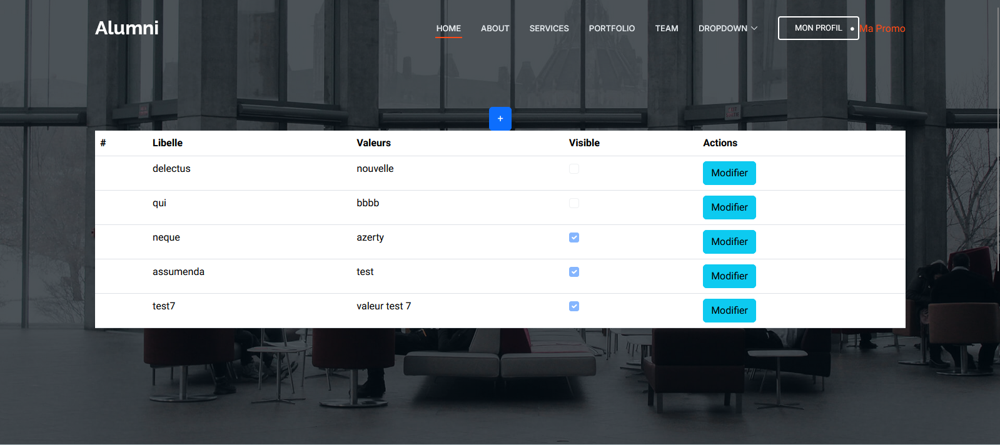 Alumni HOME ABOUT SERVICES PORTFOLIO TEAM DROPDOWN MON PROFIL Ma Promo
+
# Libelle Valeurs Visible Actions
delectus nouvelle Modifier
qui bbbb Modifier
neque azerty Modifier
assumenda test Modifier
test7 valeur test 7 Modifier